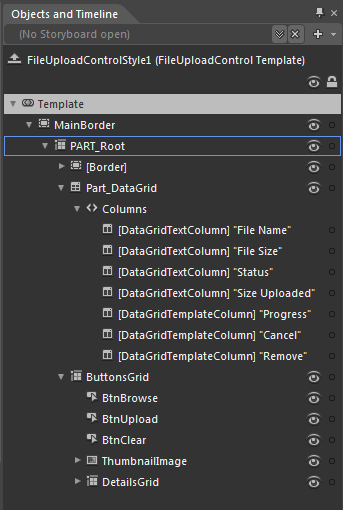 Objects and Timeline
(No Storyboard open)
FileUploadControlStyle1 (FileUploadControl Template)
Template
MainBorder
PART_Root
[Border]
Part_DataGrid
Columns
[DataGridTextColumn] "File Name"
[DataGridTextColumn] "File Size"
[DataGridTextColumn] "Status"
[DataGridTextColumn] "Size Uploaded"
[DataGridTemplateColumn] "Progress"
[DataGridTemplateColumn] "Cancel"
[DataGridTemplateColumn] "Remove"
ButtonsGrid
BtnBrowse
BtnUpload
BtnClear
ThumbnailImage
DetailsGrid